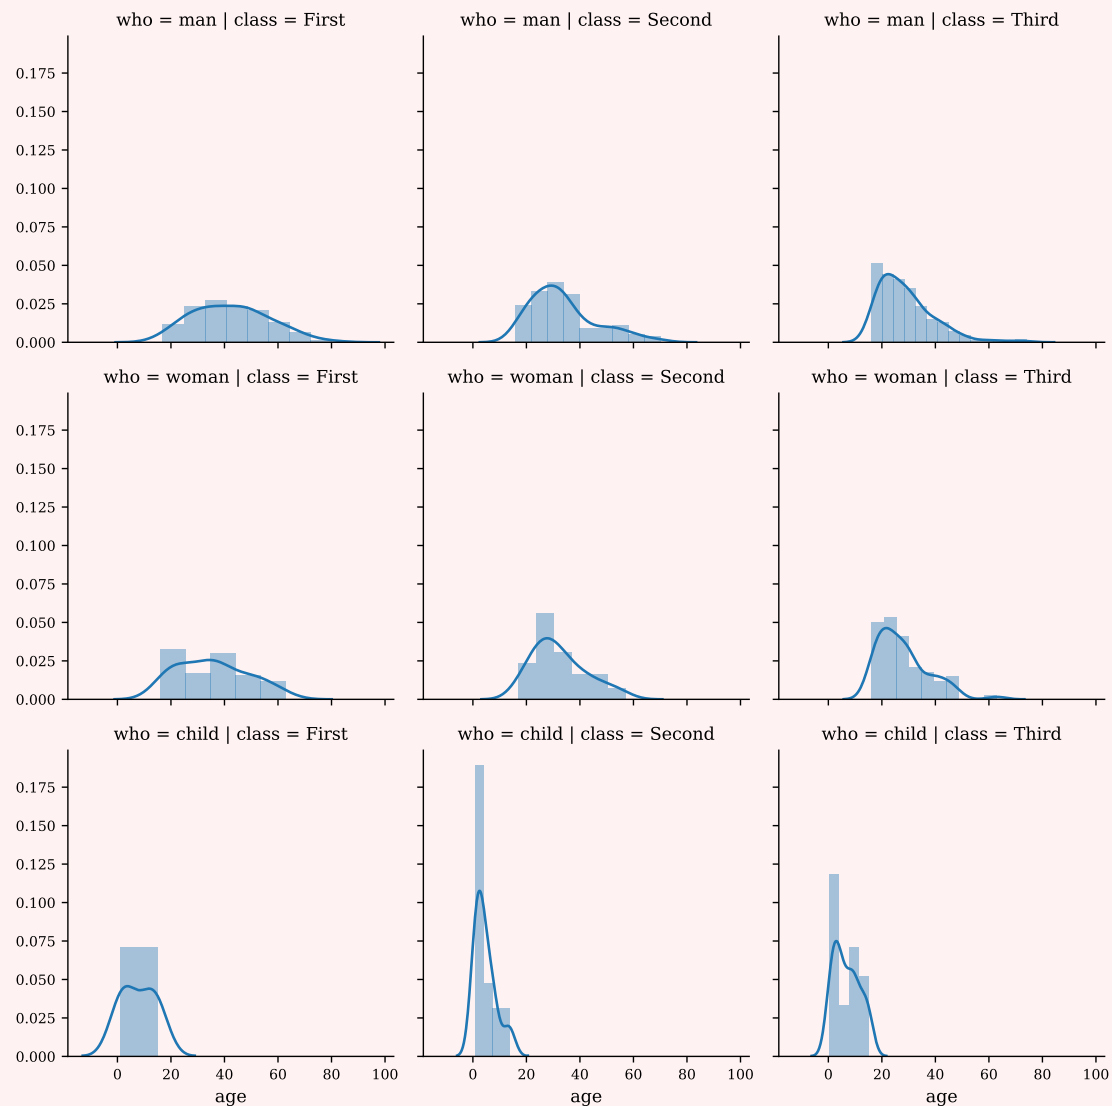 who = man | class = First
who = man | class = Second
who = man | class = Third
0.175
0.150
0.125
0.100
0.075
0.050
0.025
0.000
who = woman | class = First
who = woman | class = Second
who = woman | class = Third
0.175
0.150
0.125
0.100
0.075
0.050
0.025
0.000
who = child | class = First
who = child | class = Second
who = child | class = Third
0.175
0.150
0.125
0.100
0.075
0.050
0.025
0.000
0 20 40 60 80 100
0 20 40 60 80 100
0 20 40 60 80 100
age
age
age